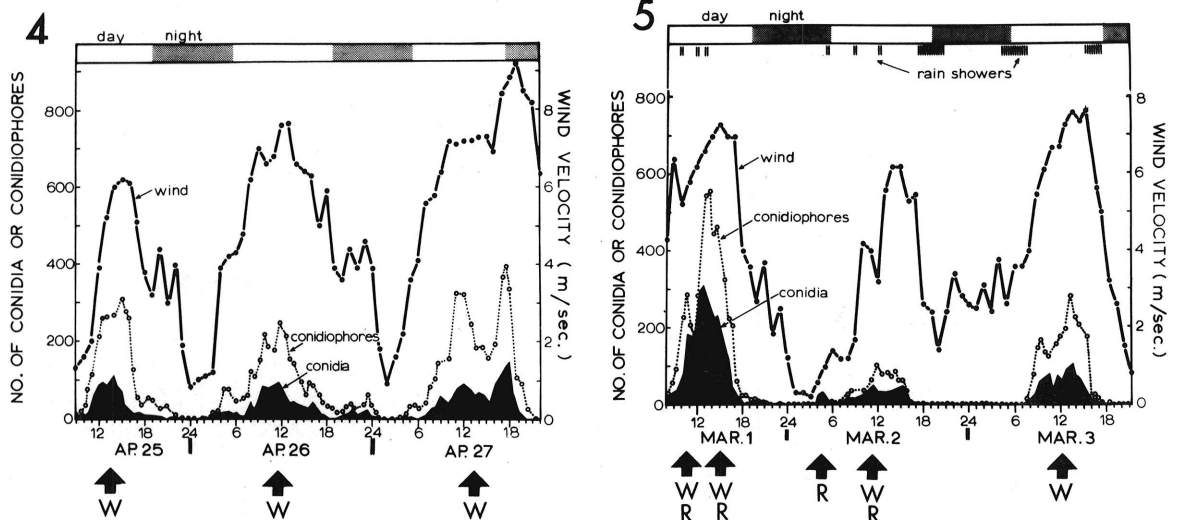 4
day night
NO. OF CONIDIA OR CONIDIOPHORES
800
600
400
200
0
wind
conidiophores
conidia
8
6
4
2
0
WIND VELOCITY (m/sec.)
12 18 24 6 12 18 24 6 12 18
AP.25 AP.26 AP.27
W W W
5
day night
rain showers
NO. OF CONIDIA OR CONIDIOPHORES
800
600
400
200
0
wind
conidiophores
conidia
8
6
4
2
0
WIND VELOCITY (m/sec.)
12 18 24 6 12 18 24 6 12 18
MAR.1 MAR.2 MAR.3
W W R W W
R R R